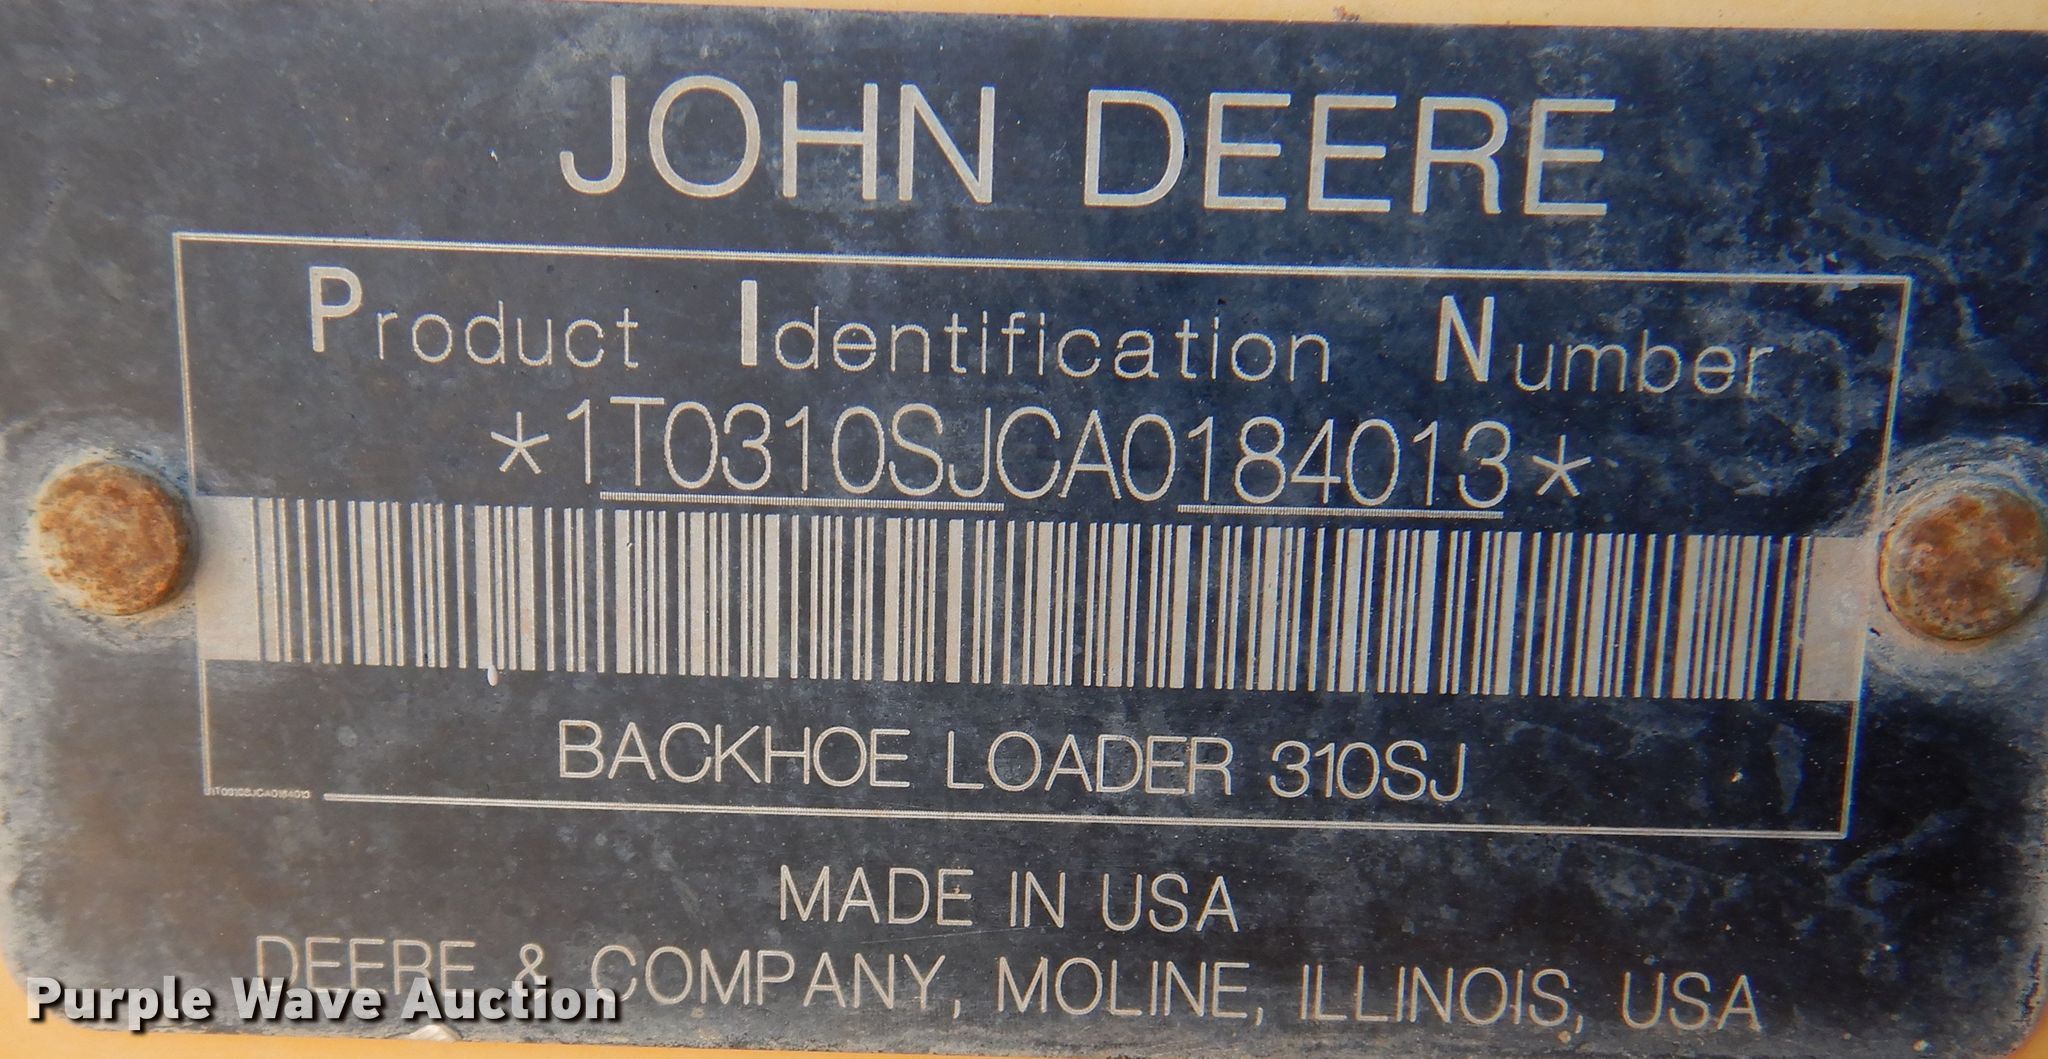 JOHN DEERE
Product Identification Number
*1T0310SJCA0184013*
BACKHOE LOADER 310SJ
1T0310SJCA0184013
MADE IN USA
DEERE & COMPANY, MOLINE, ILLINOIS, USA
Purple Wave Auction